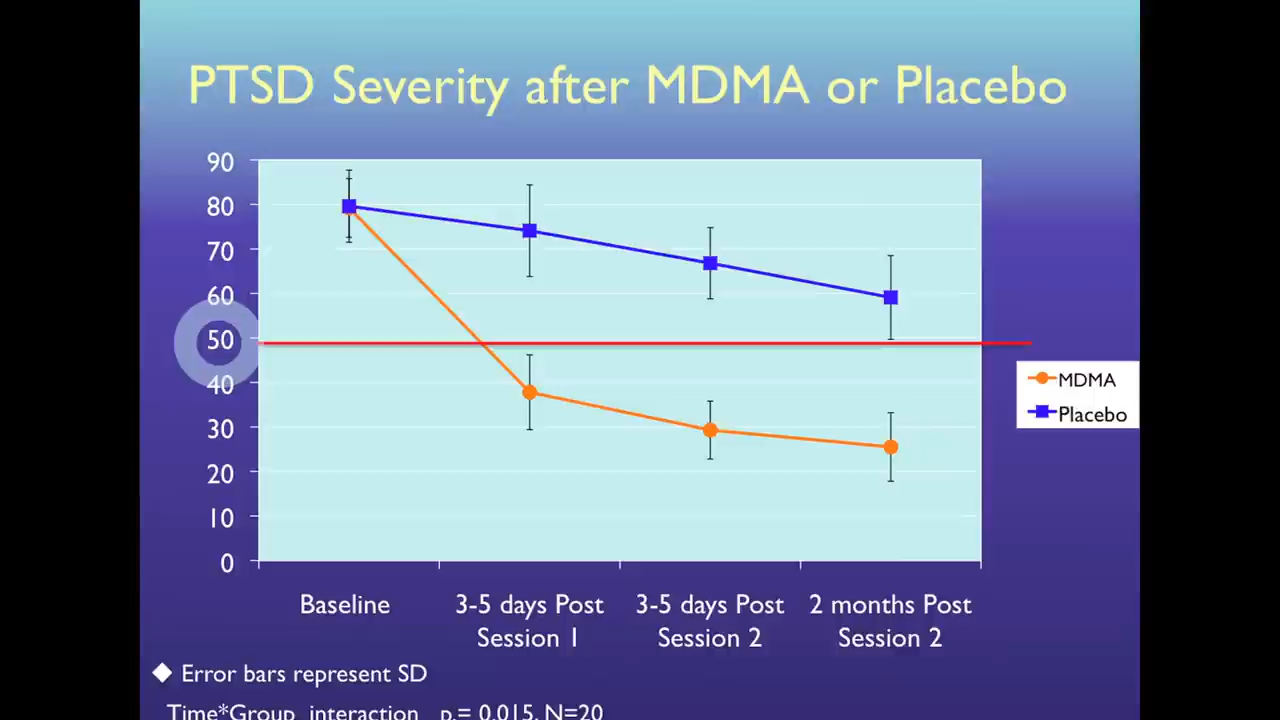 PTSD Severity after MDMA or Placebo
90
80
70
60
50
40
30
20
10
0
MDMA
Placebo
Baseline
3-5 days Post Session 1
3-5 days Post Session 2
2 months Post Session 2
◆ Error bars represent SD
Time*Group interaction p.= 0.015, N=20